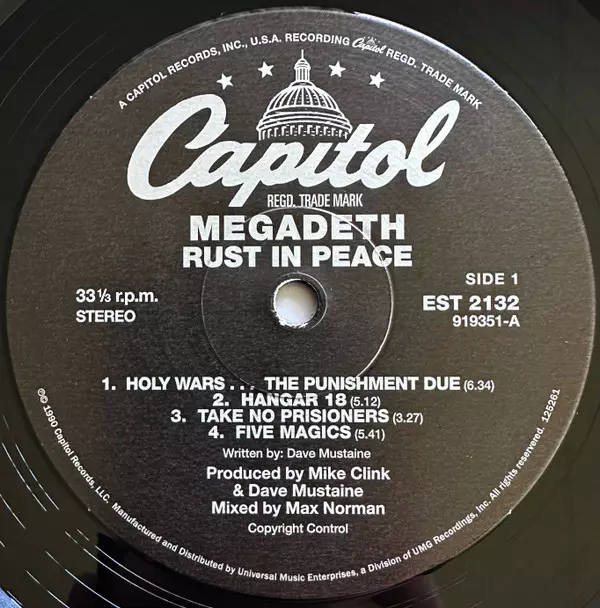 A CAPITOL RECORDS, INC., U.S.A. RECORDING Capitol REGD. TRADE MARK
Capitol
REGD. TRADE MARK
MEGADETH
RUST IN PEACE
33 1/3 r.p.m.
STEREO
SIDE 1
EST 2132
919351-A
1. HOLY WARS . . . THE PUNISHMENT DUE (6.34)
2. HANGAR 18 (5.12)
3. TAKE NO PRISIONERS (3.27)
4. FIVE MAGICS (5.41)
Written by: Dave Mustaine
Produced by Mike Clink
& Dave Mustaine
Mixed by Max Norman
Copyright Control
℗© 1990 Capitol Records, LLC. Manufactured and Distributed by Universal Music Enterprises, a Division of UMG Recordings, Inc. All rights reserved. 125261